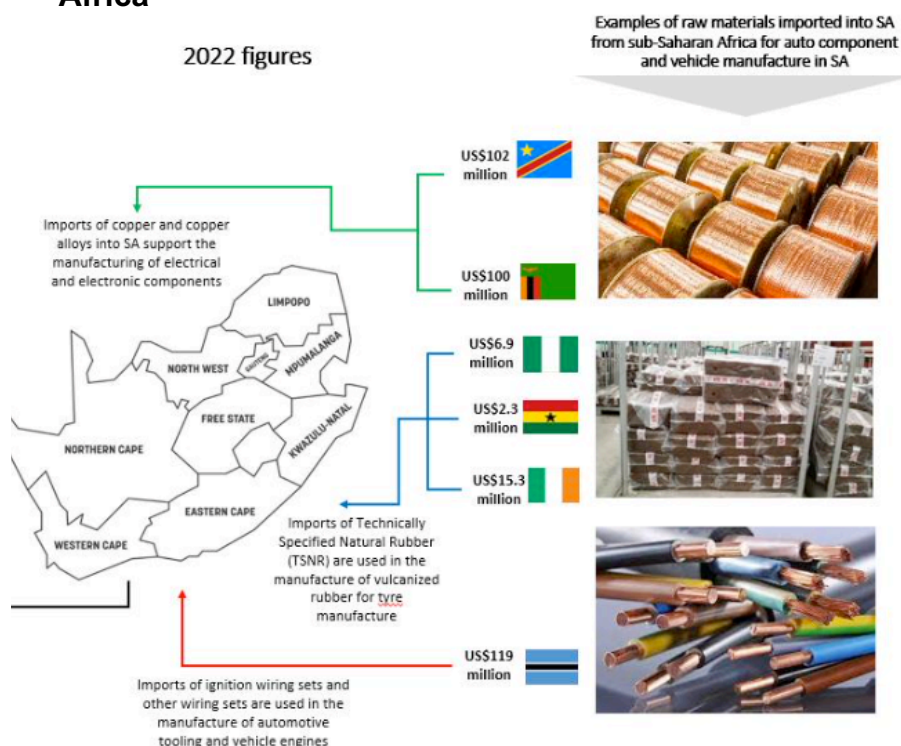 Africa
2022 figures
Examples of raw materials imported into SA
from sub-Saharan Africa for auto component
and vehicle manufacture in SA
US$102
million
Imports of copper and copper
alloys into SA support the
manufacturing of electrical
and electronic components
US$100
million
LIMPOPO
NORTH WEST
GAUTENG
MPUMALANGA
FREE STATE
KWAZULU-NATAL
NORTHERN CAPE
EASTERN CAPE
WESTERN CAPE
US$6.9
million
US$2.3
million
US$15.3
million
Imports of Technically
Specified Natural Rubber
(TSNR) are used in the
manufacture of vulcanized
rubber for tyre
manufacture
US$119
million
Imports of ignition wiring sets and
other wiring sets are used in the
manufacture of automotive
tooling and vehicle engines